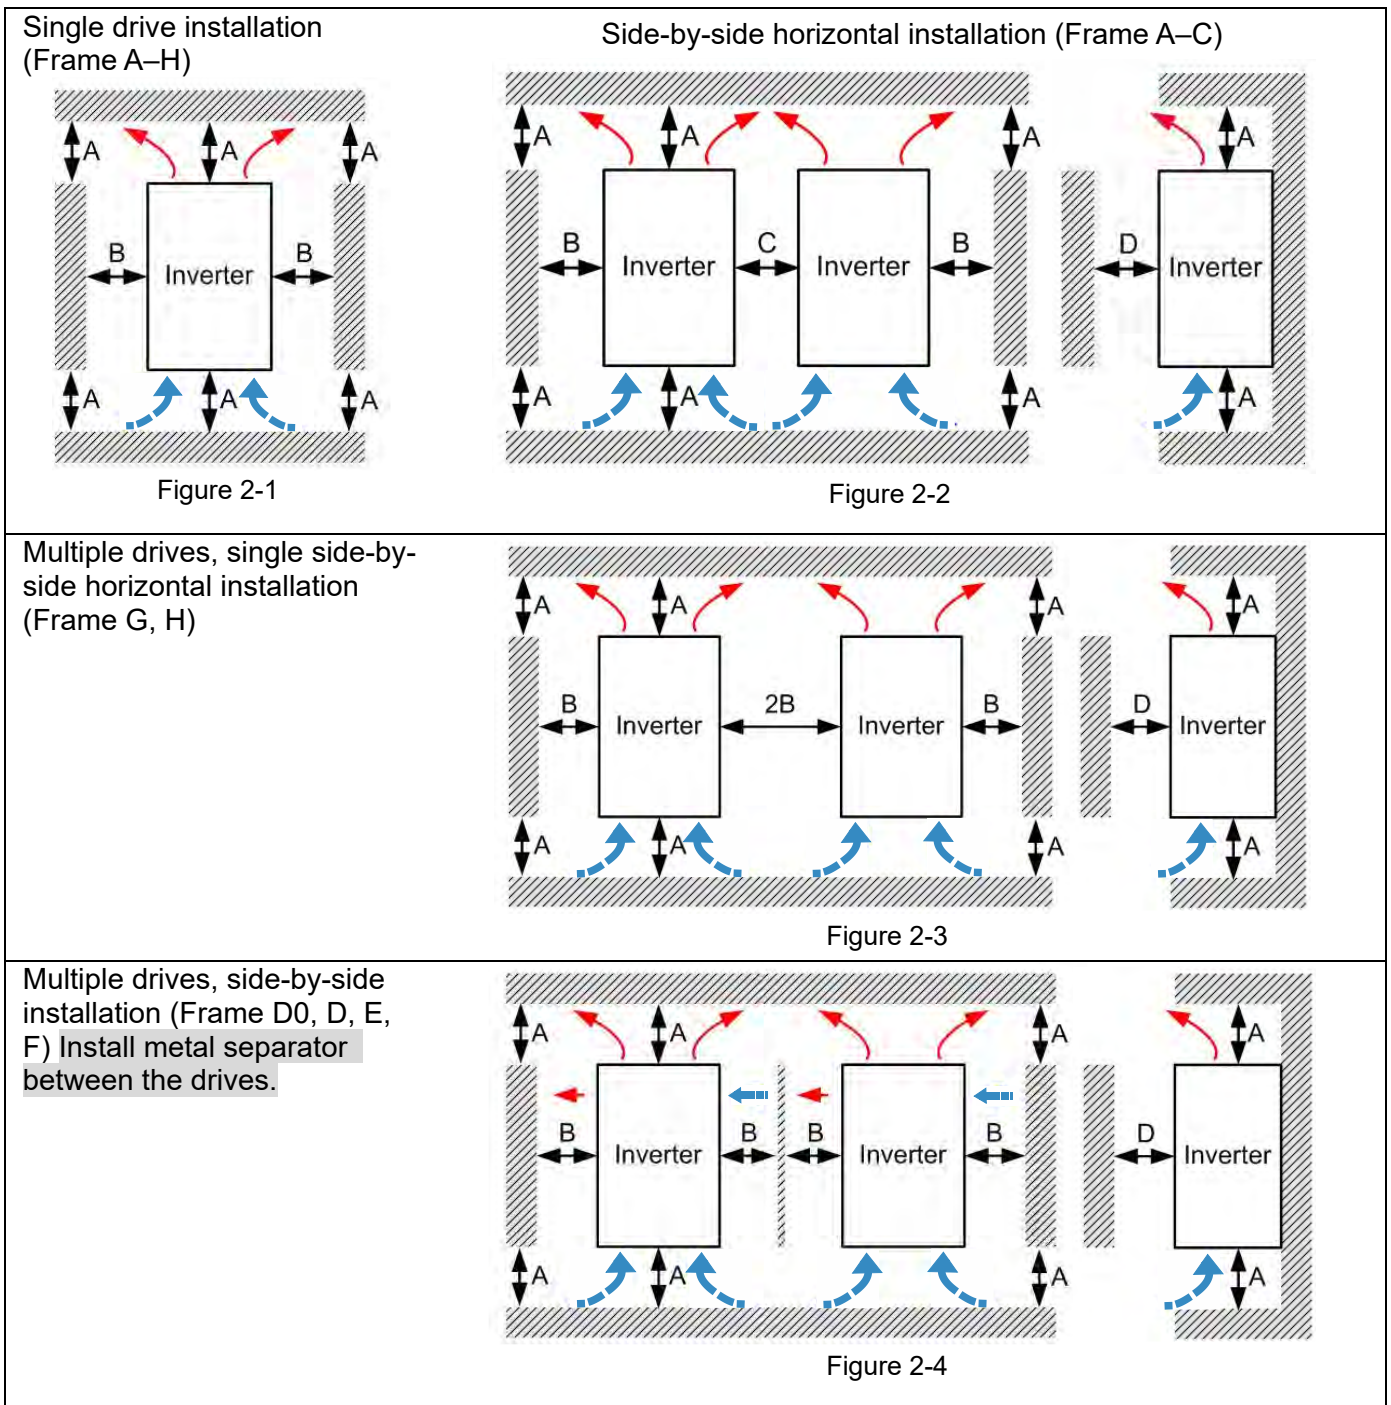 Single drive installation
(Frame A–H)
A
A
A
B
B
Inverter
A
A
A
Figure 2-1
Side-by-side horizontal installation (Frame A–C)
A
A
A
A
B
C
B
D
Inverter
Inverter
Inverter
A
A
A
A
Figure 2-2
Multiple drives, single side-by-
side horizontal installation
(Frame G, H)
A
A
A
A
B
2B
B
D
Inverter
Inverter
Inverter
A
A
A
A
Figure 2-3
Multiple drives, side-by-side
installation (Frame D0, D, E,
F) Install metal separator
between the drives.
A
A
A
A
B
B
B
B
D
Inverter
Inverter
Inverter
A
A
A
A
Figure 2-4